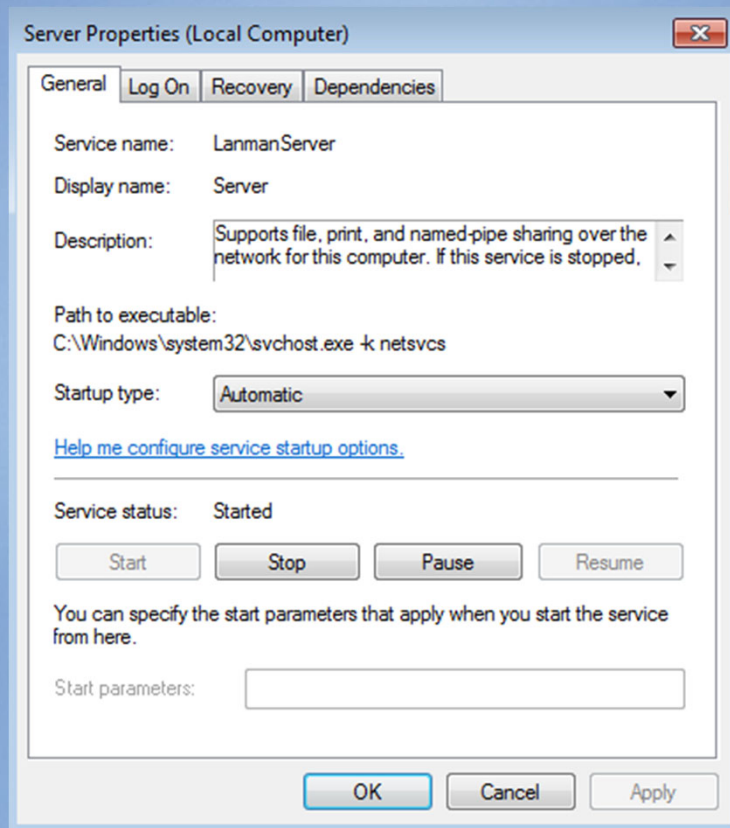 Server Properties (Local Computer)
General Log On Recovery Dependencies
Service name: LanmanServer
Display name: Server
Description: Supports file, print, and named-pipe sharing over the
network for this computer. If this service is stopped,
Path to executable:
C:\Windows\system32\svchost.exe -k netsvcs
Startup type: Automatic
Help me configure service startup options.
Service status: Started
Start Stop Pause Resume
You can specify the start parameters that apply when you start the service
from here.
Start parameters:
OK Cancel Apply